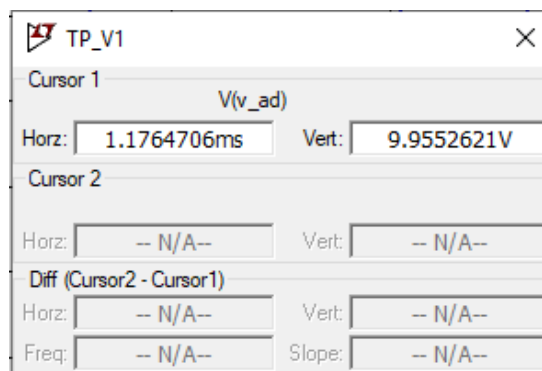 TP_V1
Cursor 1
V(v_ad)
Horz: 1.1764706ms Vert: 9.9552621V
Cursor 2
Horz: -- N/A-- Vert: -- N/A--
Diff (Cursor2 - Cursor1)
Horz: -- N/A-- Vert: -- N/A--
Freq: -- N/A-- Slope: -- N/A--